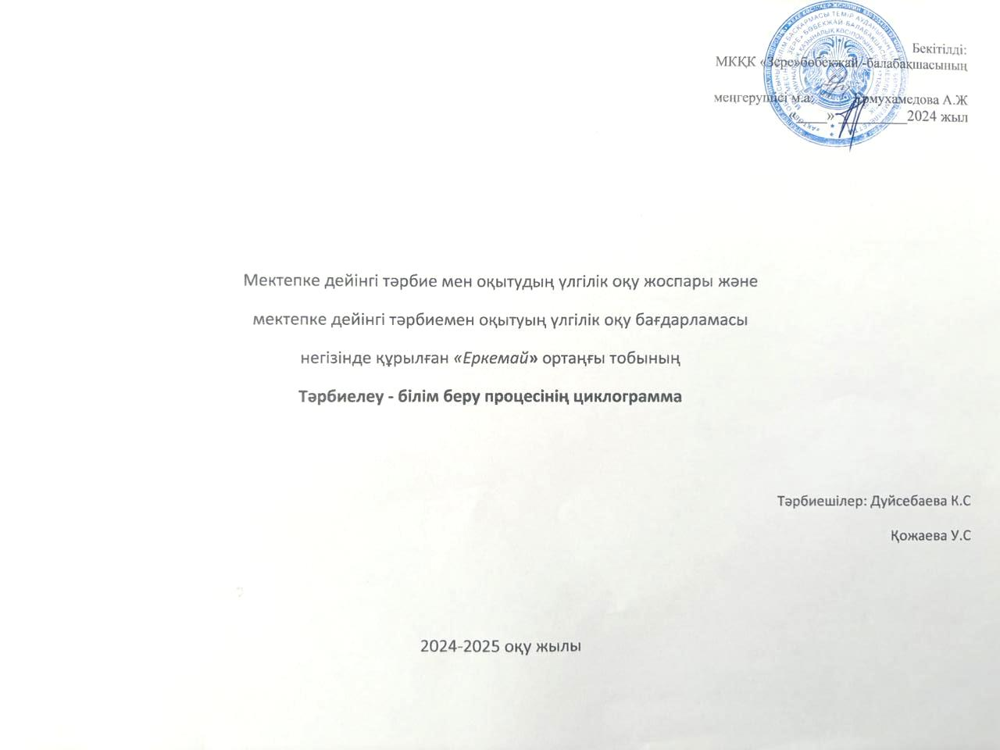 Бекітілді:
МКҚК «Зере»бөбекжай -балабақшасының
меңгерушісі м.а. Ермухамедова А.Ж
«____» _________2024 жыл
Мектепке дейінгі тәрбие мен оқытудың үлгілік оқу жоспары және
мектепке дейінгі тәрбиемен оқытуың үлгілік оқу бағдарламасы
негізінде құрылған «Еркемай» ортаңғы тобының
Тәрбиелеу - білім беру процесінің циклограмма
Тәрбиешілер: Дуйсебаева К.С
Қожаева У.С
2024-2025 оқу жылы